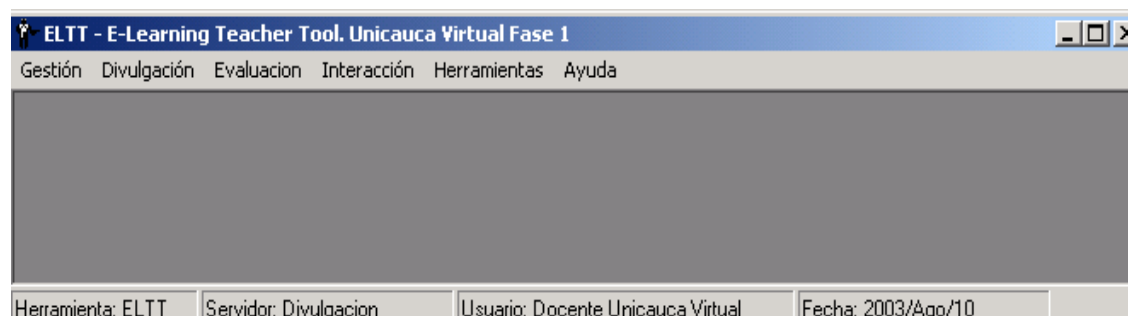 ELTT - E-Learning Teacher Tool. Unicauca Virtual Fase 1
Gestión Divulgación Evaluacion Interacción Herramientas Ayuda
Herramienta: ELTT Servidor: Divulgacion Usuario: Docente Unicauca Virtual Fecha: 2003/Ago/10